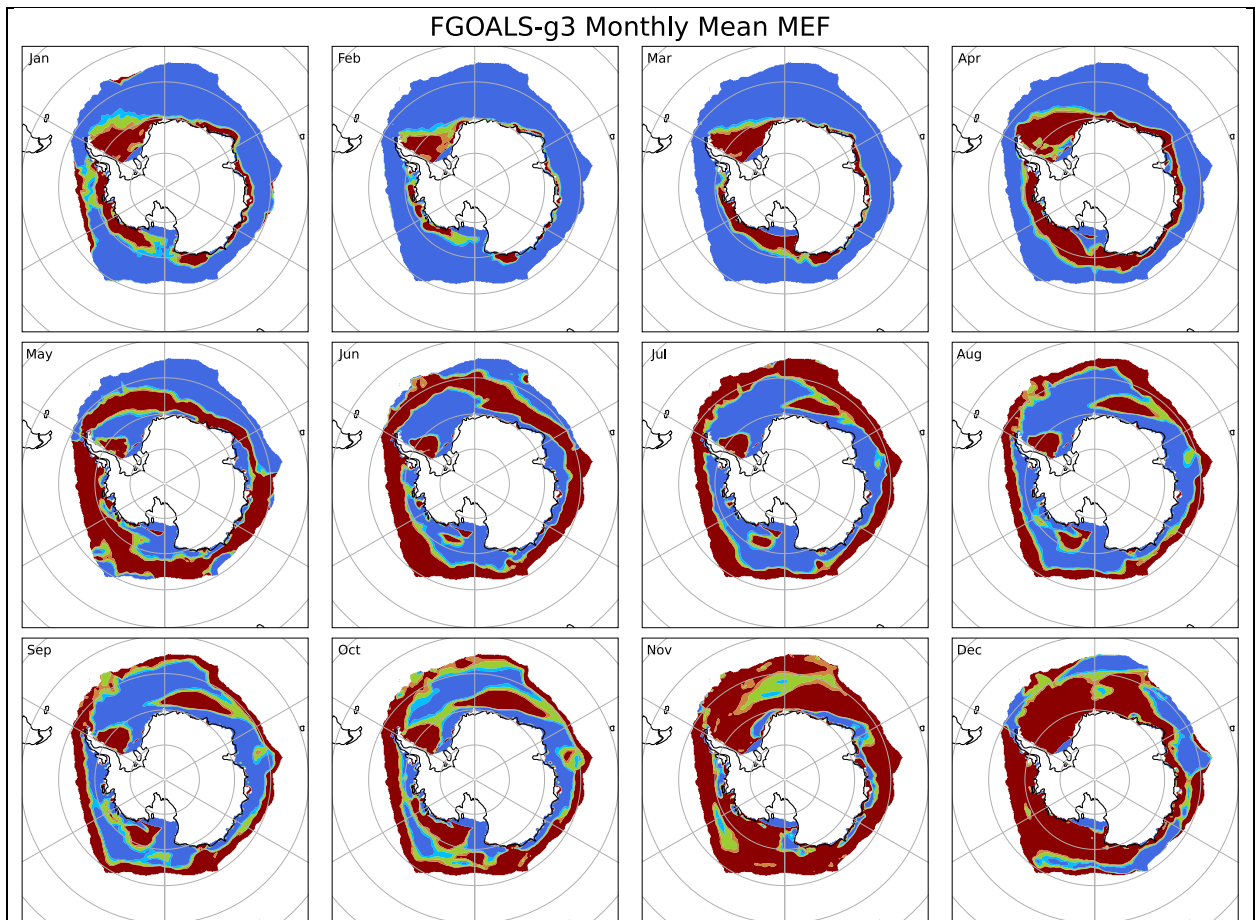 FGOALS-g3 Monthly Mean MEF
Jan
Feb
Mar
Apr
May
Jun
Jul
Aug
Sep
Oct
Nov
Dec